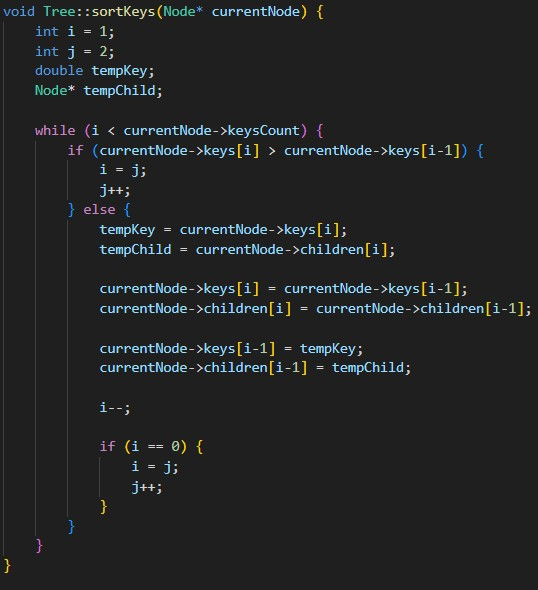 void Tree::sortKeys(Node* currentNode) {
    int i = 1;
    int j = 2;
    double tempKey;
    Node* tempChild;

    while (i < currentNode->keysCount) {
        if (currentNode->keys[i] > currentNode->keys[i-1]) {
            i = j;
            j++;
        } else {
            tempKey = currentNode->keys[i];
            tempChild = currentNode->children[i];

            currentNode->keys[i] = currentNode->keys[i-1];
            currentNode->children[i] = currentNode->children[i-1];

            currentNode->keys[i-1] = tempKey;
            currentNode->children[i-1] = tempChild;

            i--;

            if (i == 0) {
                i = j;
                j++;
            }
        }
    }
}